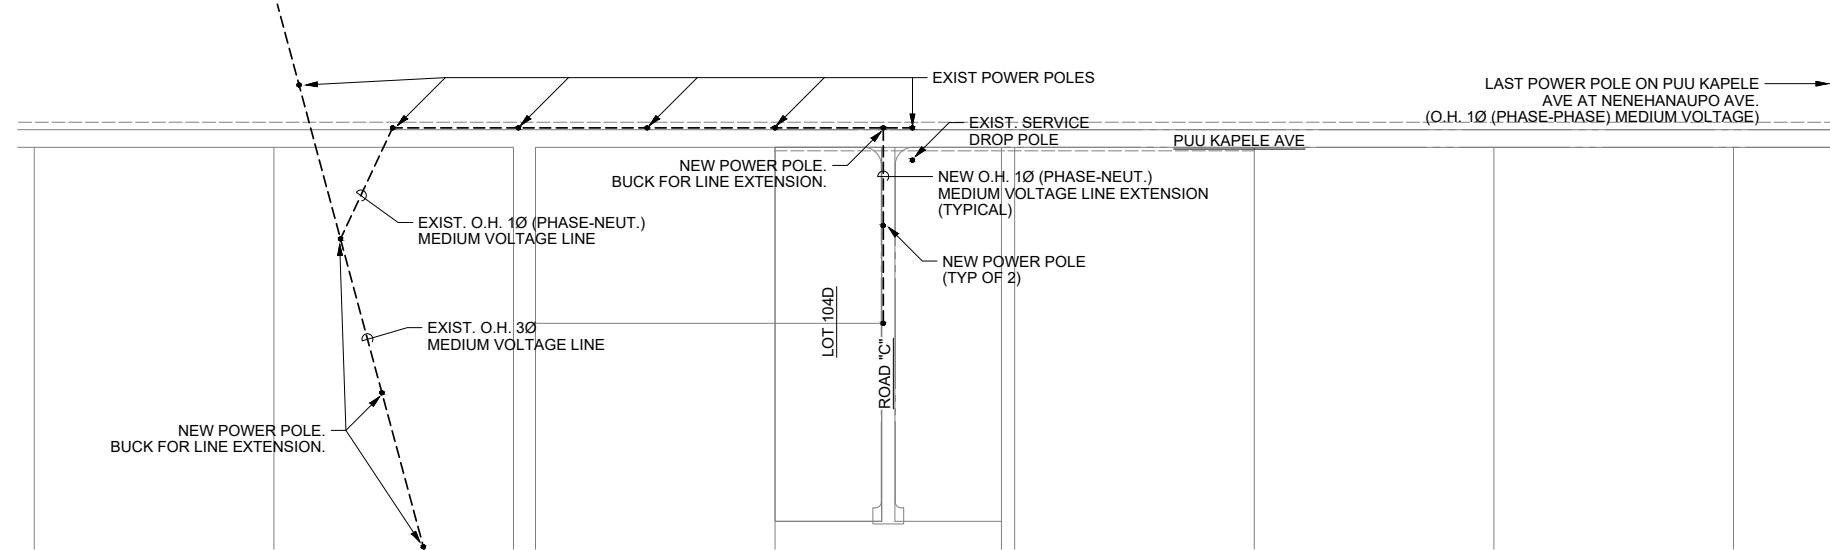 EXIST POWER POLES
LAST POWER POLE ON PUU KAPELE
AVE AT NENEHANAUPO AVE.
(O.H. 1Ø (PHASE-PHASE) MEDIUM VOLTAGE)
EXIST. SERVICE
DROP POLE
PUU KAPELE AVE
NEW POWER POLE.
BUCK FOR LINE EXTENSION.
NEW O.H. 1Ø (PHASE-NEUT.)
MEDIUM VOLTAGE LINE EXTENSION
(TYPICAL)
EXIST. O.H. 1Ø (PHASE-NEUT.)
MEDIUM VOLTAGE LINE
NEW POWER POLE
(TYP OF 2)
LOT 104D
ROAD "C"
EXIST. O.H. 3Ø
MEDIUM VOLTAGE LINE
NEW POWER POLE.
BUCK FOR LINE EXTENSION.